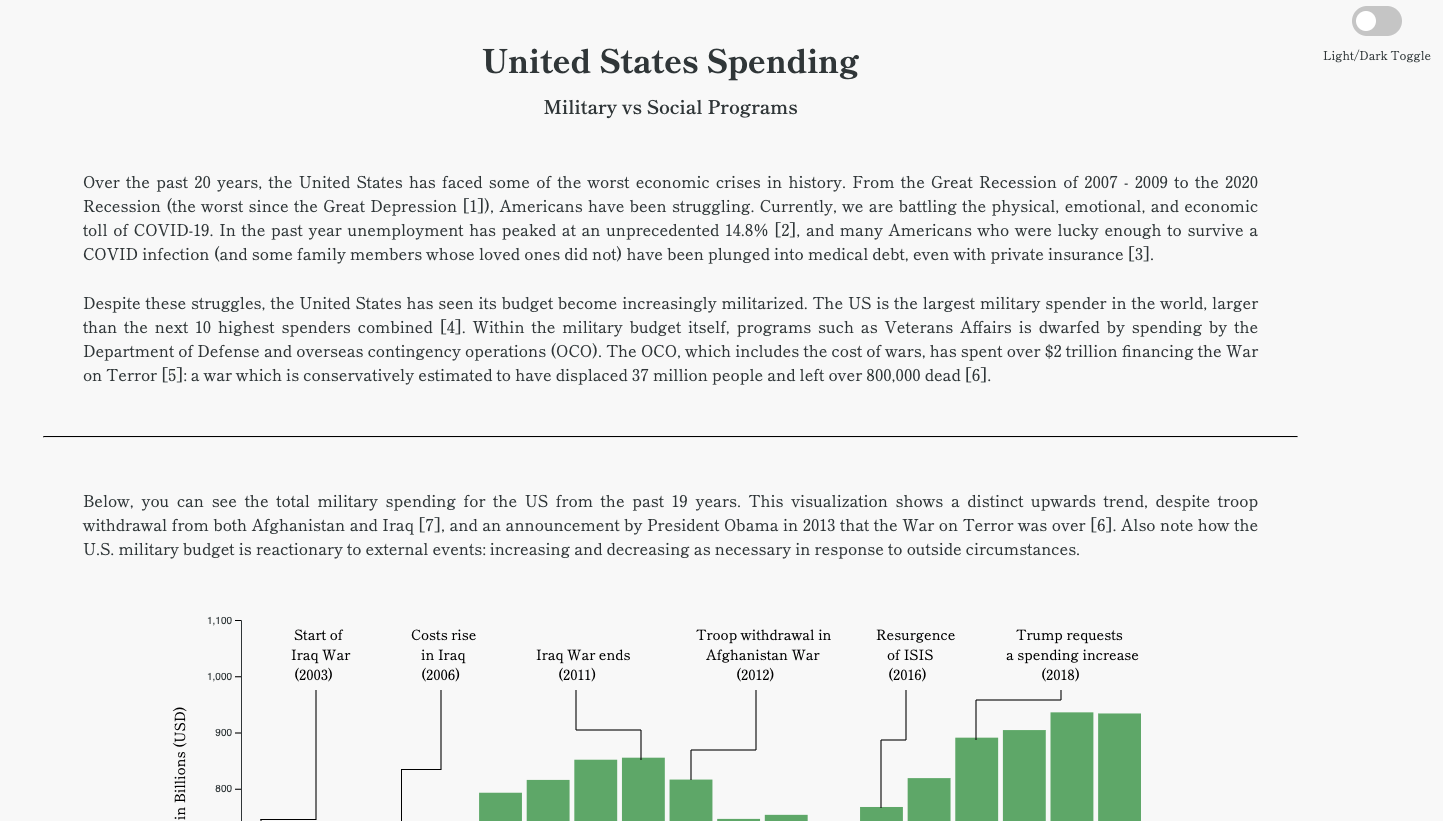 Light/Dark Toggle
United States Spending
Military vs Social Programs
Over the past 20 years, the United States has faced some of the worst economic crises in history. From the Great Recession of 2007 - 2009 to the 2020
Recession (the worst since the Great Depression [1]), Americans have been struggling. Currently, we are battling the physical, emotional, and economic
toll of COVID-19. In the past year unemployment has peaked at an unprecedented 14.8% [2], and many Americans who were lucky enough to survive a
COVID infection (and some family members whose loved ones did not) have been plunged into medical debt, even with private insurance [3].
Despite these struggles, the United States has seen its budget become increasingly militarized. The US is the largest military spender in the world, larger
than the next 10 highest spenders combined [4]. Within the military budget itself, programs such as Veterans Affairs is dwarfed by spending by the
Department of Defense and overseas contingency operations (OCO). The OCO, which includes the cost of wars, has spent over $2 trillion financing the War
on Terror [5]: a war which is conservatively estimated to have displaced 37 million people and left over 800,000 dead [6].
Below, you can see the total military spending for the US from the past 19 years. This visualization shows a distinct upwards trend, despite troop
withdrawal from both Afghanistan and Iraq [7], and an announcement by President Obama in 2013 that the War on Terror was over [6]. Also note how the
U.S. military budget is reactionary to external events: increasing and decreasing as necessary in response to outside circumstances.
1,100
1,000
900
800
in Billions (USD)
Start of
Iraq War
(2003)
Costs rise
in Iraq
(2006)
Iraq War ends
(2011)
Troop withdrawal in
Afghanistan War
(2012)
Resurgence
of ISIS
(2016)
Trump requests
a spending increase
(2018)